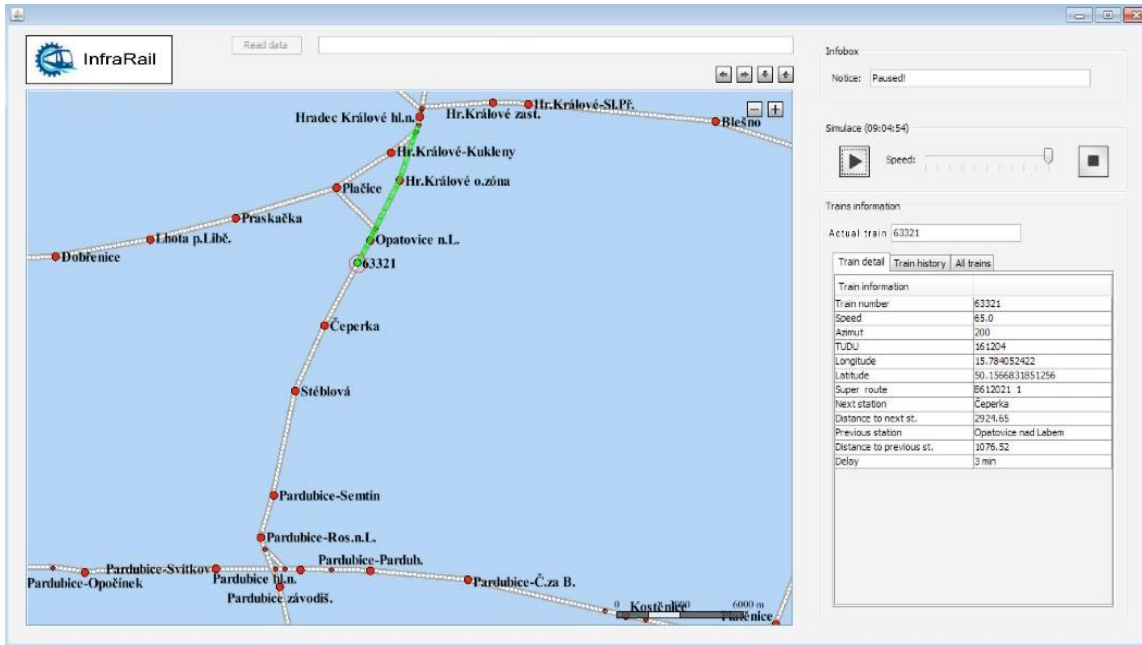 InfraRail
Read data
Infobox
Notice: Paused!
Simulace (09:04:54)
Speed:
Trains information
Actual train 63321
Train detail Train history All trains
Train information
Train number 63321
Speed 65.0
Azimut 200
TUDU 161204
Longitude 15.784052422
Latitude 50.1566831851256
Super route B612021 1
Next station Čeperka
Distance to next st. 2924.65
Previous station Opatovice nad Labem
Distance to previous st. 1076.52
Delay 3 min
Hradec Králové hl.n.
Hr.Králové zast.
Hr.Králové-Sl.Př.
Blešno
Hr.Králové-Kukleny
Hr.Králové o.zóna
Plačice
Praskačka
Lhota p.Libč.
Dobřenice
Opatovice n.L.
63321
Čeperka
Stéblová
Pardubice-Semtín
Pardubice-Ros.n.L.
Pardubice-Svítkov
Pardubice-Pardub.
Pardubice-Opočínek
Pardubice hl.n.
Pardubice-Č.za B.
Pardubice závodiš.
Kostěnice
0 6000 m